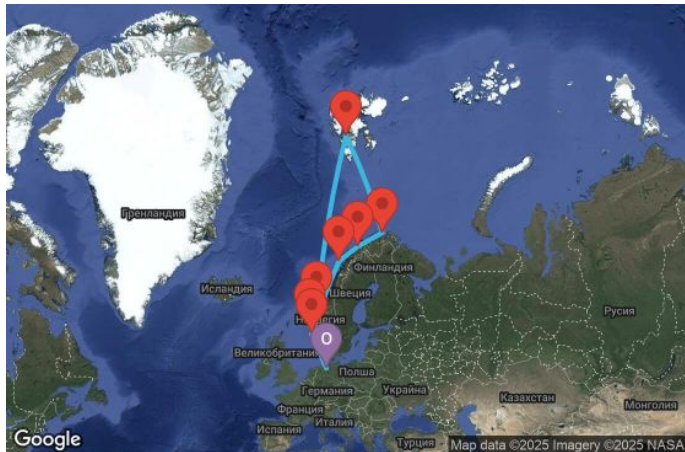 Гренландия
Исландия
Финландия
Швеция
Норвегия
Русия
O
Великобритания
Полша
Германия
Украйна
Франция
Казахстан
Монголия
Италия
Испания
Турция
Google
Map data ©2025 Imagery ©2025 NASA